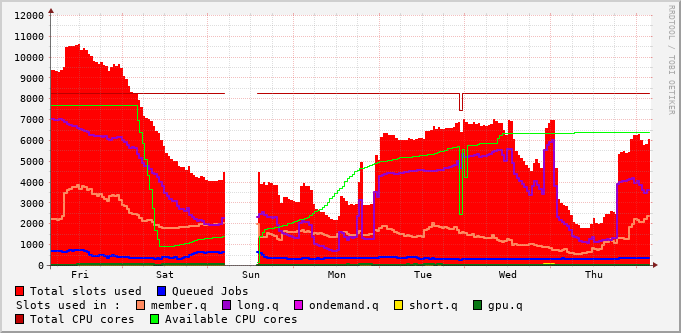 RRDTOOL / TOBI OETIKER
12000
11000
10000
9000
8000
7000
6000
5000
4000
3000
2000
1000
0
Fri Sat Sun Mon Tue Wed Thu
Total slots used Queued Jobs
Slots used in : member.q long.q ondemand.q short.q gpu.q
Total CPU cores Available CPU cores